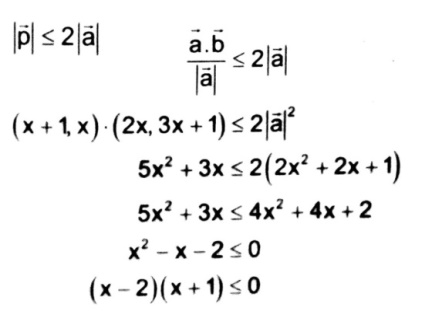 |p⃗| ≤ 2|a⃗|
a⃗.b⃗ / |a⃗| ≤ 2|a⃗|
(x + 1, x) · (2x, 3x + 1) ≤ 2|a⃗|²
5x² + 3x ≤ 2(2x² + 2x + 1)
5x² + 3x ≤ 4x² + 4x + 2
x² − x − 2 ≤ 0
(x − 2)(x + 1) ≤ 0